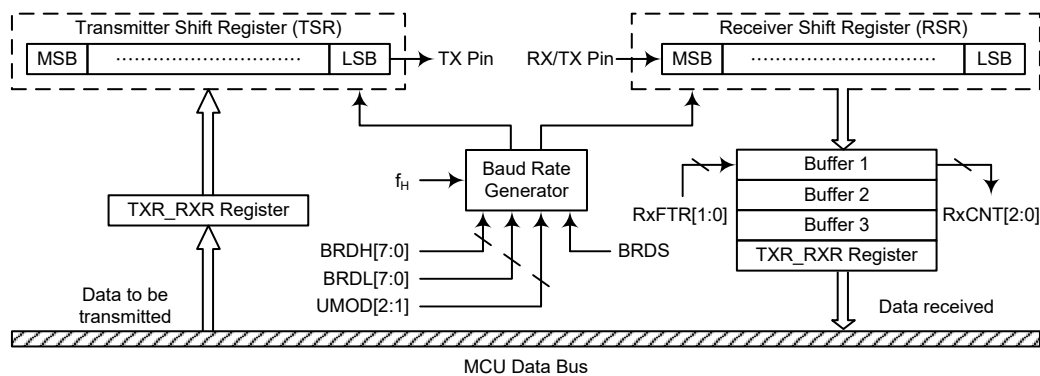 Transmitter Shift Register (TSR)
MSB LSB
TX Pin
Receiver Shift Register (RSR)
RX/TX Pin
MSB LSB
TXR_RXR Register
Data to be
transmitted
fH
Baud Rate
Generator
BRDH[7:0]
BRDL[7:0]
UMOD[2:1]
BRDS
RxFTR[1:0]
Buffer 1
Buffer 2
Buffer 3
TXR_RXR Register
RxCNT[2:0]
Data received
MCU Data Bus